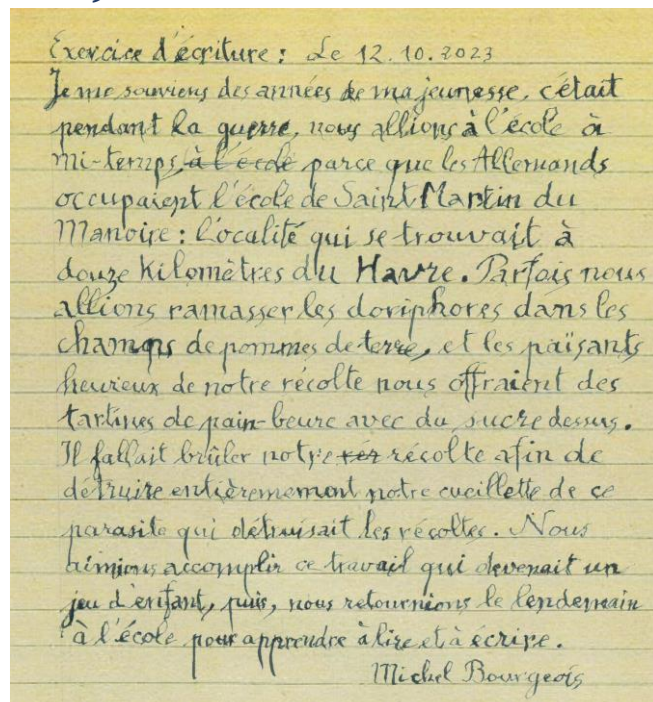 Exercice d'écriture : Le 12.10.2023
Je me souviens des années de ma jeunesse, c'était
pendant la guerre, nous allions à l'école à
mi-temps, à l'école parce que les Allemands
occupaient l'école de Saint Martin du
Manoire : localité qui se trouvait à
douze kilomètres du Havre. Parfois nous
allions ramasser les doriphores dans les
champs de pommes de terre, et les païsants
heurieux de notre récolte nous offraient des
tartines de pain-beure avec du sucre dessus.
Il fallait brûler notre rér récolte afin de
détruire entièremement notre cueillette de ce
parasite qui détruisait les récoltes. Nous
aimions accomplir ce travail qui devenait un
jeu d'enfant, puis, nous retournions le lendemain
à l'école pour apprendre à lire et à écrire.
Michel Bourgeois